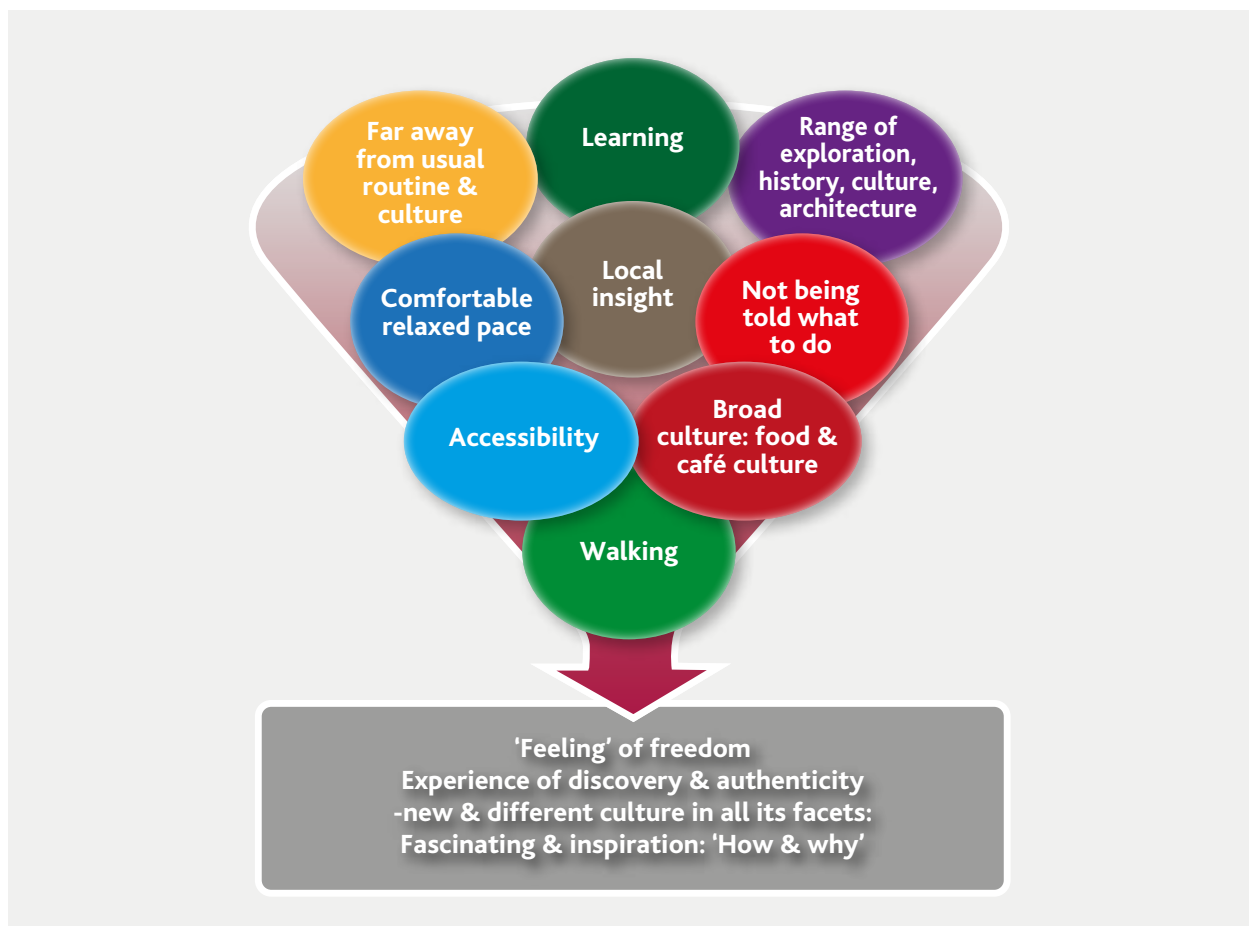 Far away
from usual
routine &
culture
Learning
Range of
exploration,
history, culture,
architecture
Comfortable
relaxed pace
Local
insight
Not being
told what
to do
Accessibility
Broad
culture: food &
café culture
Walking
‘Feeling’ of freedom
Experience of discovery & authenticity
-new & different culture in all its facets:
Fascinating & inspiration: ‘How & why’